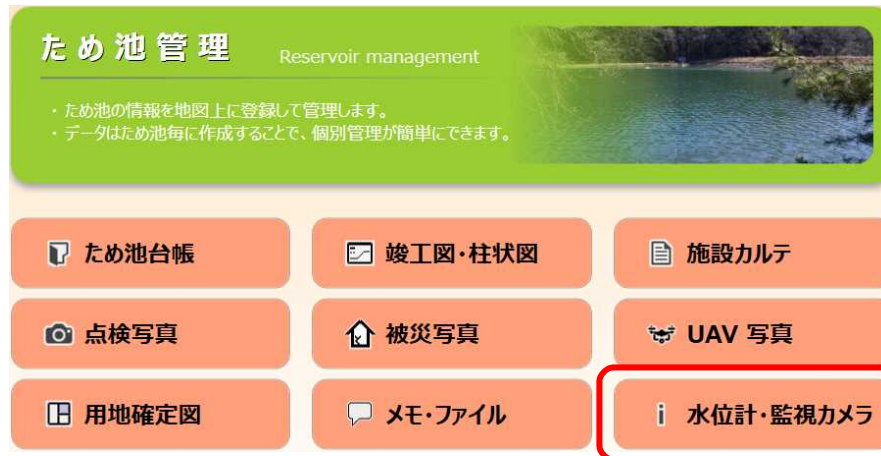 ため池管理 Reservoir management
・ため池の情報を地図上に登録して管理します。
・データはため池毎に作成することで、個別管理が簡単にできます。
ため池台帳 竣工図・柱状図 施設カルテ
点検写真 被災写真 UAV 写真
用地確定図 メモ・ファイル 水位計・監視カメラ